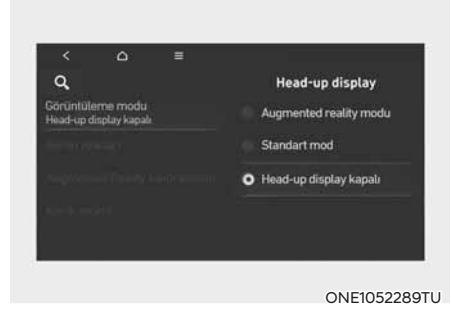 Head-up display
Görüntüleme modu
Head-up display kapalı
Augmented reality modu
Standart mod
Head-up display kapalı
ONE1052289TU